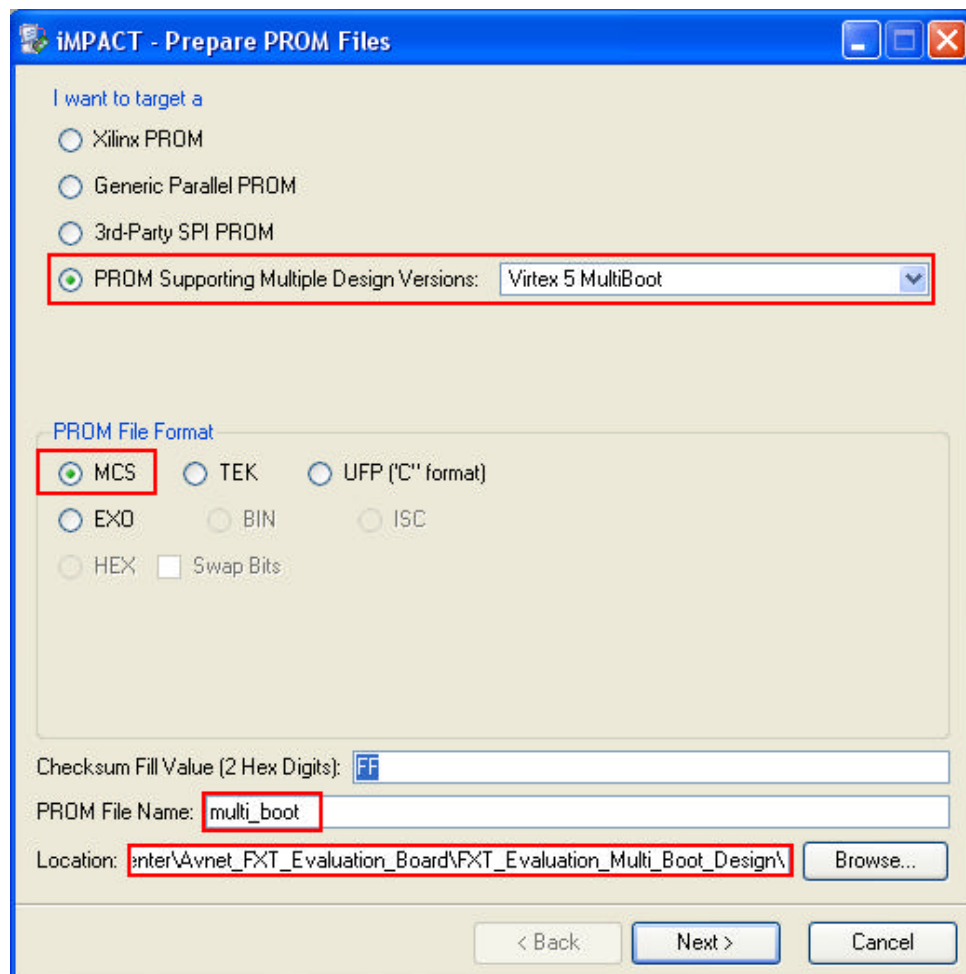 iMPACT - Prepare PROM Files
I want to target a
Xilinx PROM
Generic Parallel PROM
3rd-Party SPI PROM
PROM Supporting Multiple Design Versions: Virtex 5 MultiBoot
PROM File Format
MCS TEK UFP ('C" format)
EXO BIN ISC
HEX Swap Bits
Checksum Fill Value (2 Hex Digits): FF
PROM File Name: multi_boot
Location: enter\Avnet_FXT_Evaluation_Board\FXT_Evaluation_Multi_Boot_Design\ Browse...
< Back Next > Cancel